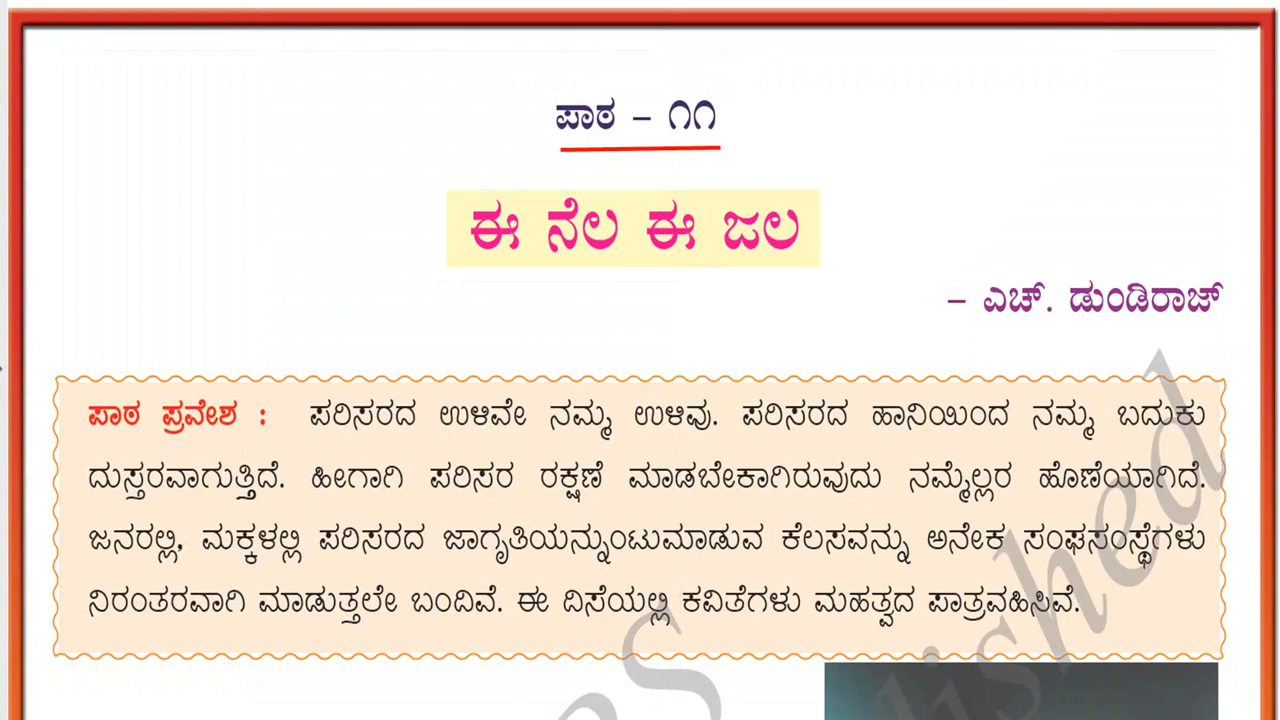 ಪಾಠ – ೧೧
ಈ ನೆಲ ಈ ಜಲ
– ಎಚ್. ಡುಂಡಿರಾಜ್
ಪಾಠ ಪ್ರವೇಶ : ಪರಿಸರದ ಉಳಿವೇ ನಮ್ಮ ಉಳಿವು. ಪರಿಸರದ ಹಾನಿಯಿಂದ ನಮ್ಮ ಬದುಕು
ದುಸ್ತರವಾಗುತ್ತಿದೆ. ಹೀಗಾಗಿ ಪರಿಸರ ರಕ್ಷಣೆ ಮಾಡಬೇಕಾಗಿರುವುದು ನಮ್ಮೆಲ್ಲರ ಹೊಣೆಯಾಗಿದೆ.
ಜನರಲ್ಲಿ, ಮಕ್ಕಳಲ್ಲಿ ಪರಿಸರದ ಜಾಗೃತಿಯನ್ನುಂಟುಮಾಡುವ ಕೆಲಸವನ್ನು ಅನೇಕ ಸಂಘಸಂಸ್ಥೆಗಳು
ನಿರಂತರವಾಗಿ ಮಾಡುತ್ತಲೇ ಬಂದಿವೆ. ಈ ದಿಸೆಯಲ್ಲಿ ಕವಿತೆಗಳು ಮಹತ್ವದ ಪಾತ್ರವಹಿಸಿವೆ.